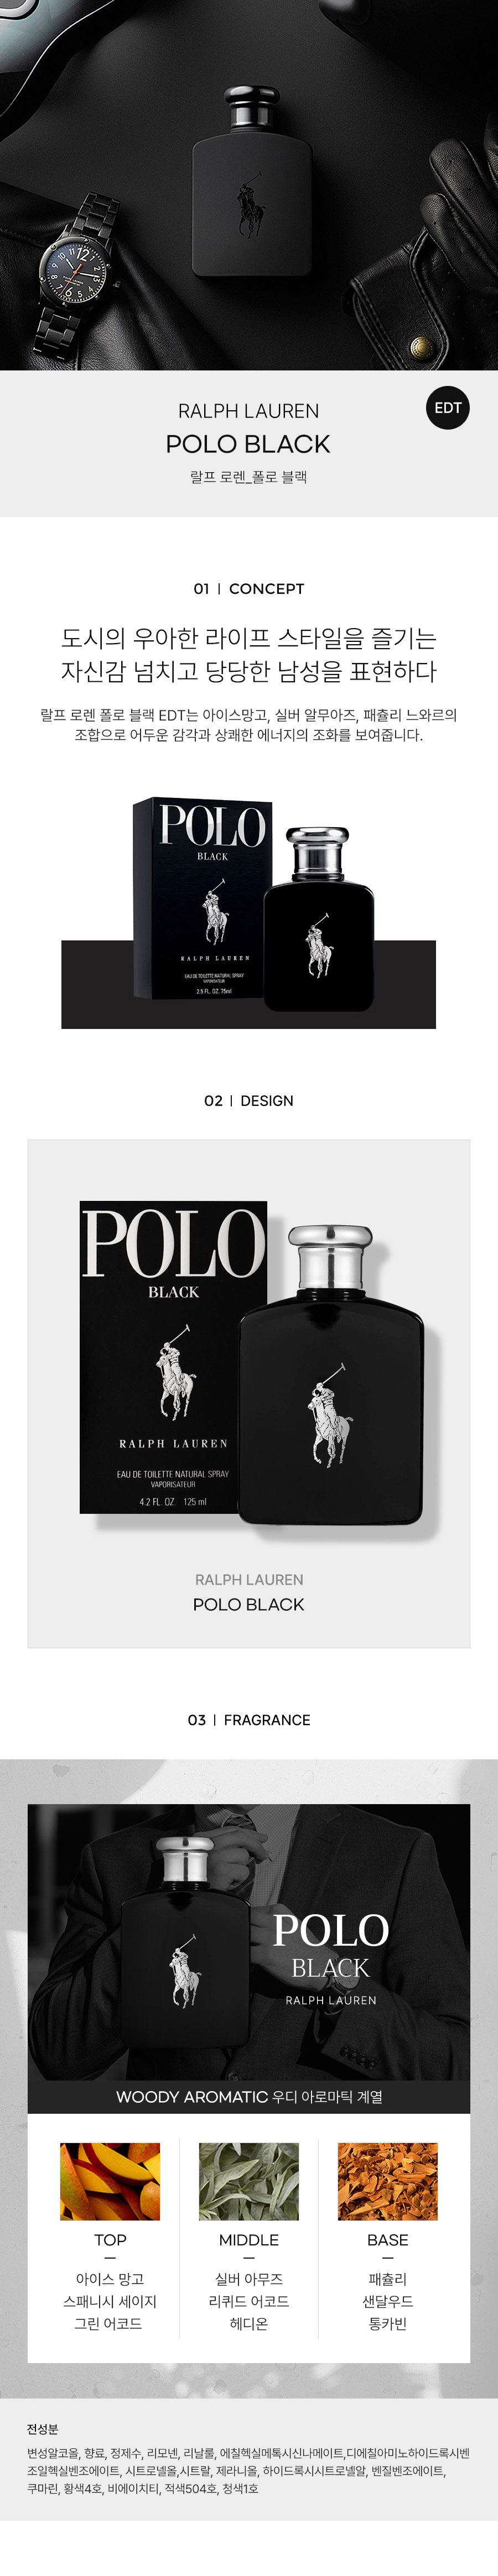 EDT
RALPH LAUREN
POLO BLACK
랄프 로렌_폴로 블랙
01 | CONCEPT
도시의 우아한 라이프 스타일을 즐기는
자신감 넘치고 당당한 남성을 표현하다
랄프 로렌 폴로 블랙 EDT는 아이스망고, 실버 알무아즈, 패츌리 느와르의
조합으로 어두운 감각과 상쾌한 에너지의 조화를 보여줍니다.
POLO
BLACK
RALPH LAUREN
EAU DE TOILETTE NATURAL SPRAY
VAPORISATEUR
2.5 FL. OZ. 75ml
02 | DESIGN
POLO
BLACK
RALPH LAUREN
EAU DE TOILETTE NATURAL SPRAY
VAPORISATEUR
4.2 FL. OZ. 125 ml
RALPH LAUREN
POLO BLACK
03 | FRAGRANCE
POLO
BLACK
RALPH LAUREN
WOODY AROMATIC 우디 아로마틱 계열
TOP
아이스 망고
스패니시 세이지
그린 어코드
MIDDLE
실버 아무즈
리퀴드 어코드
헤디온
BASE
패츌리
샌달우드
통카빈
전성분
변성알코올, 향료, 정제수, 리모넨, 리날룰, 에칠헥실메톡시신나메이트,디에칠아미노하이드록시벤
조일헥실벤조에이트, 시트로넬올,시트랄, 제라니올, 하이드록시시트로넬알, 벤질벤조에이트,
쿠마린, 황색4호, 비에이치티, 적색504호, 청색1호